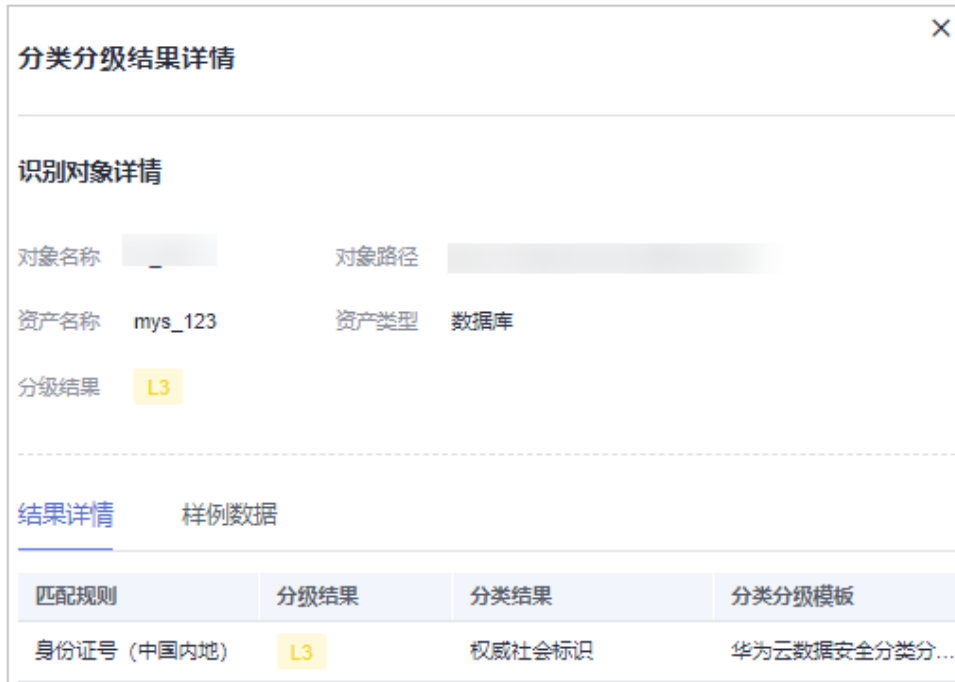 分类分级结果详情
识别对象详情
对象名称 对象路径
资产名称 mys_123 资产类型 数据库
分级结果 L3
结果详情 样例数据
匹配规则 分级结果 分类结果 分类分级模板
身份证号（中国内地） L3 权威社会标识 华为云数据安全分类分...